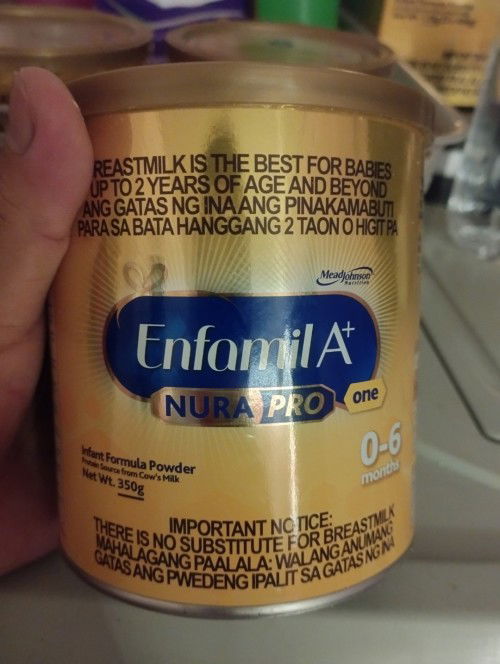 REASTMILK IS THE BEST FOR BABIES
UP TO 2 YEARS OF AGE AND BEYOND
ANG GATAS NG INA ANG PINAKAMABUTI
PARA SA BATA HANGGANG 2 TAON O HIGIT PA
MeadJohnson
Nutrition
Enfamil A+
NURA PRO one
0-6
months
Infant Formula Powder
Protein Source from Cow's Milk
Net Wt. 350g
IMPORTANT NOTICE:
THERE IS NO SUBSTITUTE FOR BREASTMILK
MAHALAGANG PAALALA: WALANG ANUMANG
GATAS ANG PWEDENG IPALIT SA GATAS NG INA